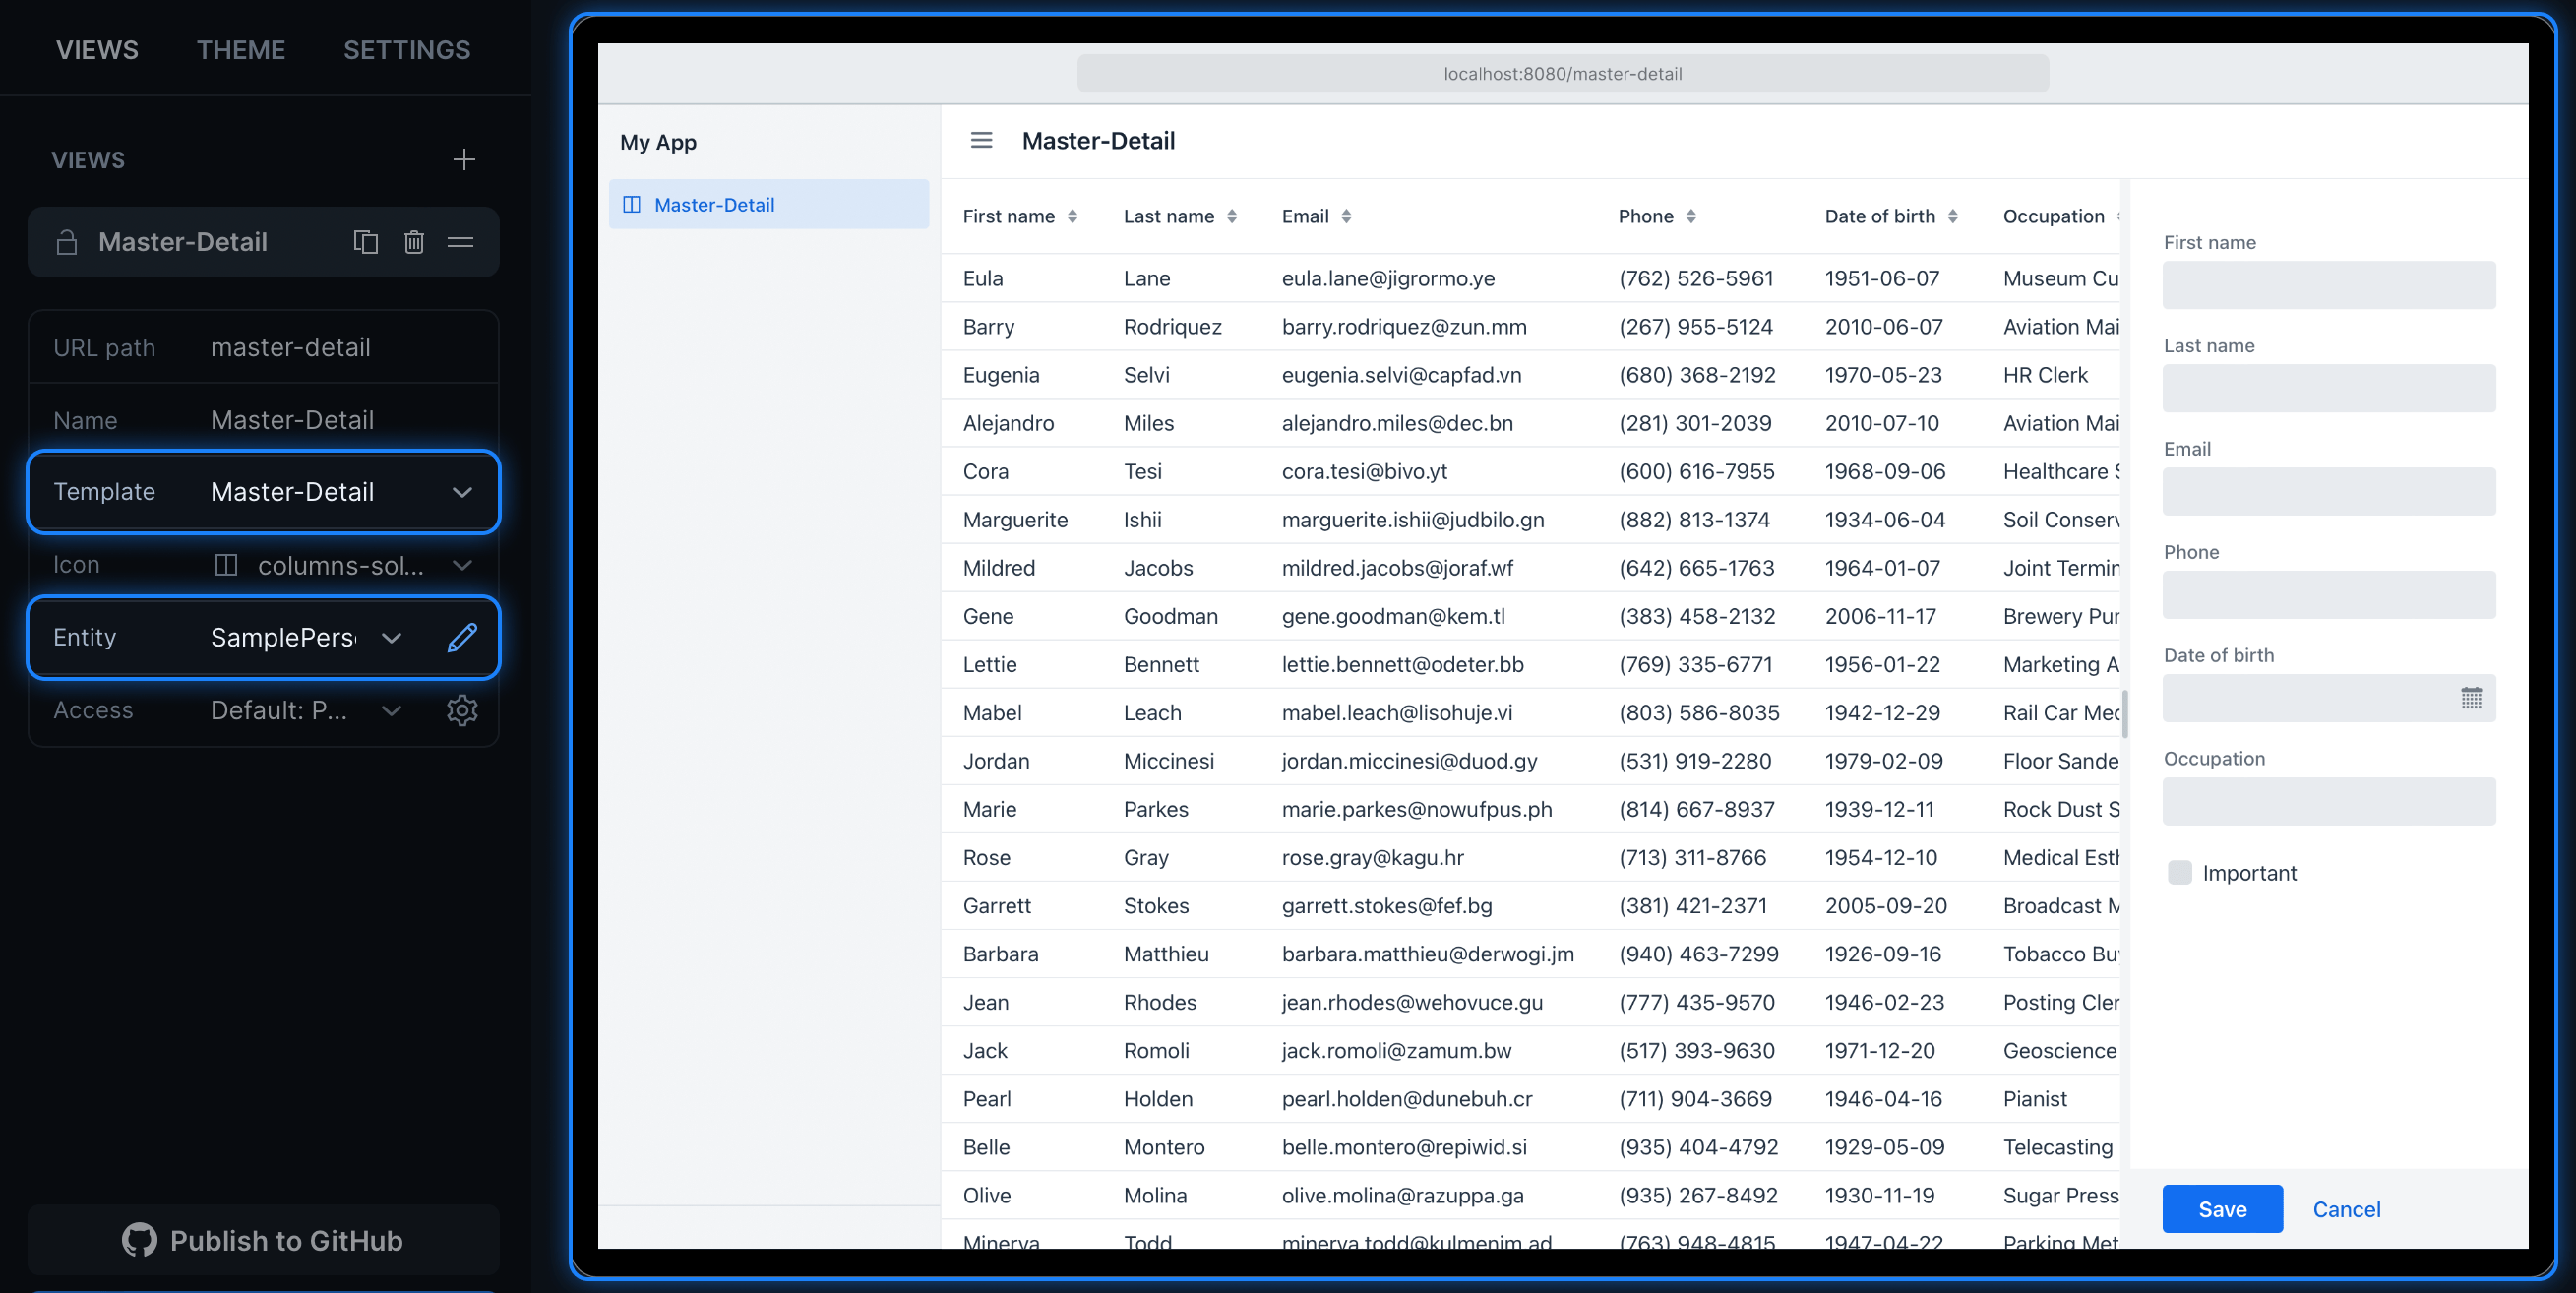 VIEWS THEME SETTINGS
VIEWS
Master-Detail
URL path master-detail
Name Master-Detail
Template Master-Detail
Icon columns-sol...
Entity SamplePers
Access Default: P...
Publish to GitHub
localhost:8080/master-detail
My App
Master-Detail
Master-Detail
First name Last name Email Phone Date of birth Occupation
Eula Lane eula.lane@jigrormo.ye (762) 526-5961 1951-06-07 Museum Cu
Barry Rodriquez barry.rodriquez@zun.mm (267) 955-5124 2010-06-07 Aviation Mai
Eugenia Selvi eugenia.selvi@capfad.vn (680) 368-2192 1970-05-23 HR Clerk
Alejandro Miles alejandro.miles@dec.bn (281) 301-2039 2010-07-10 Aviation Mai
Cora Tesi cora.tesi@bivo.yt (600) 616-7955 1968-09-06 Healthcare S
Marguerite Ishii marguerite.ishii@judbilo.gn (882) 813-1374 1934-06-04 Soil Conserv
Mildred Jacobs mildred.jacobs@joraf.wf (642) 665-1763 1964-01-07 Joint Termin
Gene Goodman gene.goodman@kem.tl (383) 458-2132 2006-11-17 Brewery Pur
Lettie Bennett lettie.bennett@odeter.bb (769) 335-6771 1956-01-22 Marketing A
Mabel Leach mabel.leach@lisohuje.vi (803) 586-8035 1942-12-29 Rail Car Mec
Jordan Miccinesi jordan.miccinesi@duod.gy (531) 919-2280 1979-02-09 Floor Sande
Marie Parkes marie.parkes@nowufpus.ph (814) 667-8937 1939-12-11 Rock Dust S
Rose Gray rose.gray@kagu.hr (713) 311-8766 1954-12-10 Medical Esth
Garrett Stokes garrett.stokes@fef.bg (381) 421-2371 2005-09-20 Broadcast M
Barbara Matthieu barbara.matthieu@derwogi.jm (940) 463-7299 1926-09-16 Tobacco Buy
Jean Rhodes jean.rhodes@wehovuce.gu (777) 435-9570 1946-02-23 Posting Cler
Jack Romoli jack.romoli@zamum.bw (517) 393-9630 1971-12-20 Geoscience
Pearl Holden pearl.holden@dunebuh.cr (711) 904-3669 1946-04-16 Pianist
Belle Montero belle.montero@repiwid.si (935) 404-4792 1929-05-09 Telecasting
Olive Molina olive.molina@razuppa.ga (935) 267-8492 1930-11-19 Sugar Press
Minerva Todd minerva.todd@kulmenim.ad (763) 948-4815 1947-04-22 Parking Met
First name
Last name
Email
Phone
Date of birth
Occupation
Important
Save Cancel